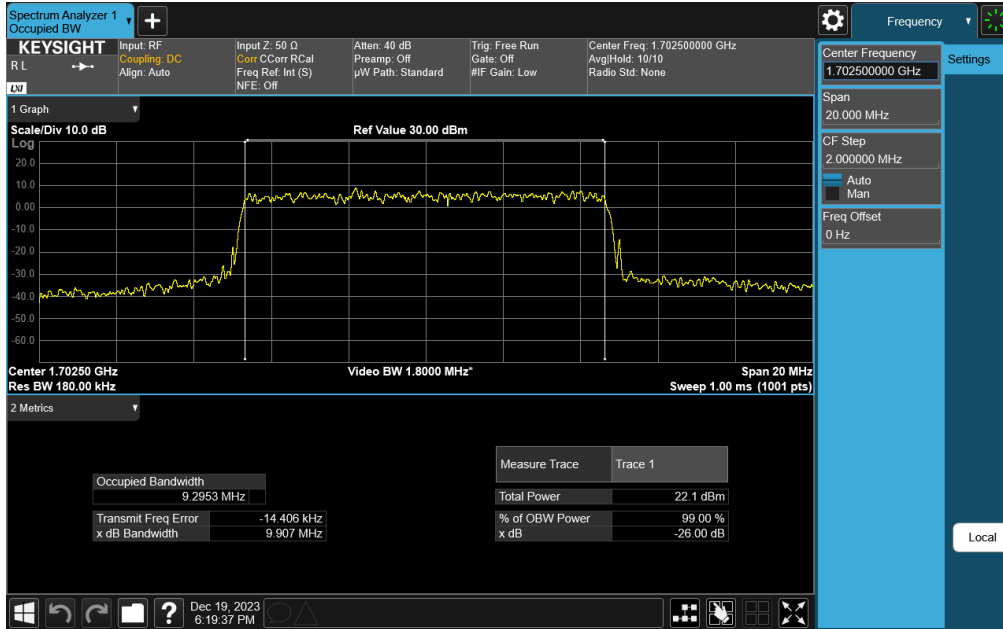 Spectrum Analyzer 1
Occupied BW
Frequency
KEYSIGHT
R L
LXI
Input: RF
Coupling: DC
Align: Auto
Input Z: 50 Ω
Corr CCorr RCal
Freq Ref: Int (S)
NFE: Off
Atten: 40 dB
Preamp: Off
µW Path: Standard
Trig: Free Run
Gate: Off
#IF Gain: Low
Center Freq: 1.702500000 GHz
Avg|Hold: 10/10
Radio Std: None
Center Frequency
1.702500000 GHz
Settings
Span
20.000 MHz
CF Step
2.000000 MHz
Auto
Man
Freq Offset
0 Hz
Local
1 Graph
Scale/Div 10.0 dB
Ref Value 30.00 dBm
Log
20.0
10.0
0.00
-10.0
-20.0
-30.0
-40.0
-50.0
-60.0
Center 1.70250 GHz
Video BW 1.8000 MHz*
Span 20 MHz
Res BW 180.00 kHz
Sweep 1.00 ms (1001 pts)
2 Metrics
Occupied Bandwidth
9.2953 MHz
Transmit Freq Error -14.406 kHz
x dB Bandwidth 9.907 MHz
Measure Trace Trace 1
Total Power 22.1 dBm
% of OBW Power 99.00 %
x dB -26.00 dB
Dec 19, 2023
6:19:37 PM